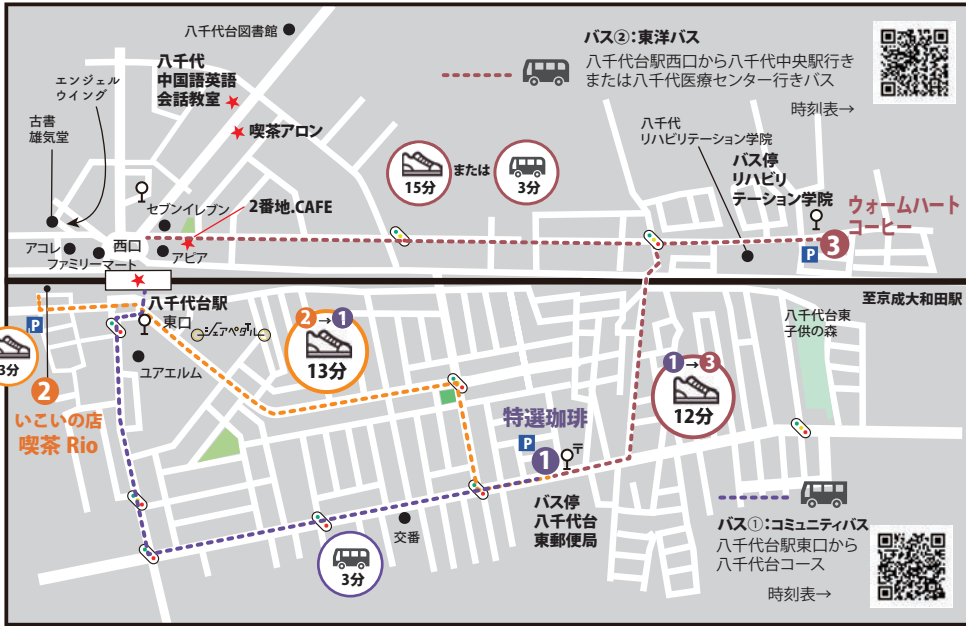 八千代台図書館
八千代
中国語英語
会話教室
喫茶アロン
エンジェル
ウイング
古書
雄気堂
セブンイレブン
2番地.CAFE
アコレ
西口
アピア
ファミリーマート
15分
または
3分
バス②:東洋バス
八千代台駅西口から八千代中央駅行き
または八千代医療センター行きバス
時刻表→
八千代
リハビリテーション学院
バス停
リハビリ
テーション学院
ウォームハート
コーヒー
P
3
至京成大和田駅
八千代台駅
東口
P
シェアペダル
ユアエルム
3分
2
いこいの店
喫茶 Rio
2→1
13分
1→3
12分
八千代台東
子供の森
特選珈琲
P
1
〒
バス停
八千代台
東郵便局
交番
3分
バス①:コミュニティバス
八千代台駅東口から
八千代台コース
時刻表→